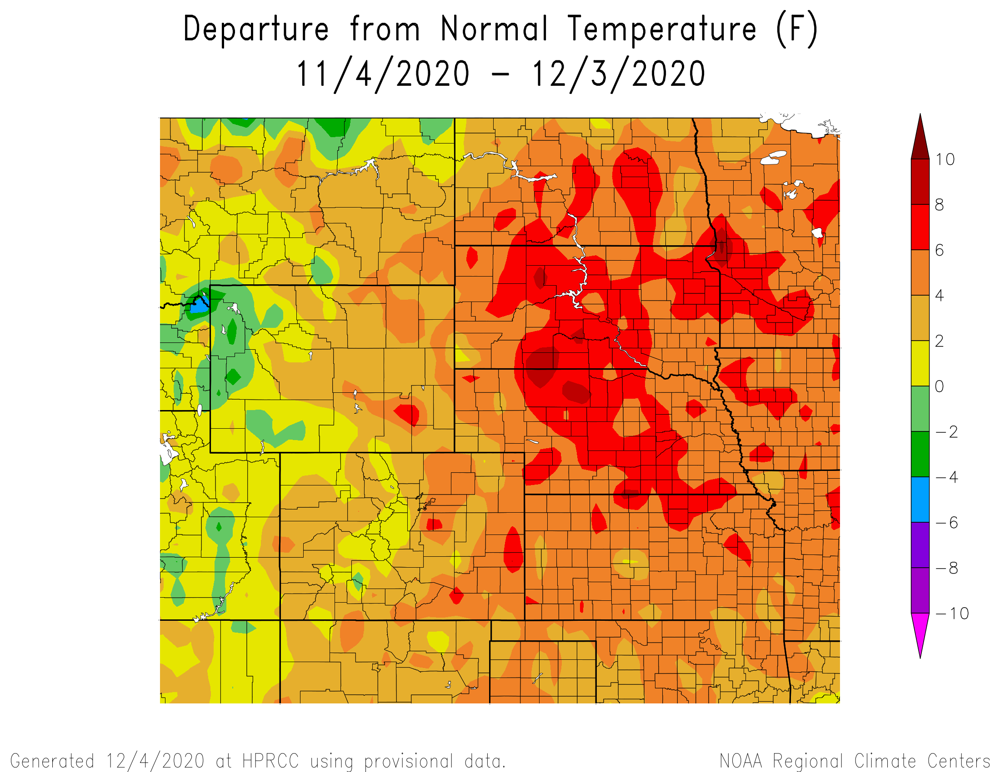 Departure from Normal Temperature (F)
11/4/2020 – 12/3/2020
10
8
6
4
2
0
−2
−4
−6
−8
−10
Generated 12/4/2020 at HPRCC using provisional data.
NOAA Regional Climate Centers